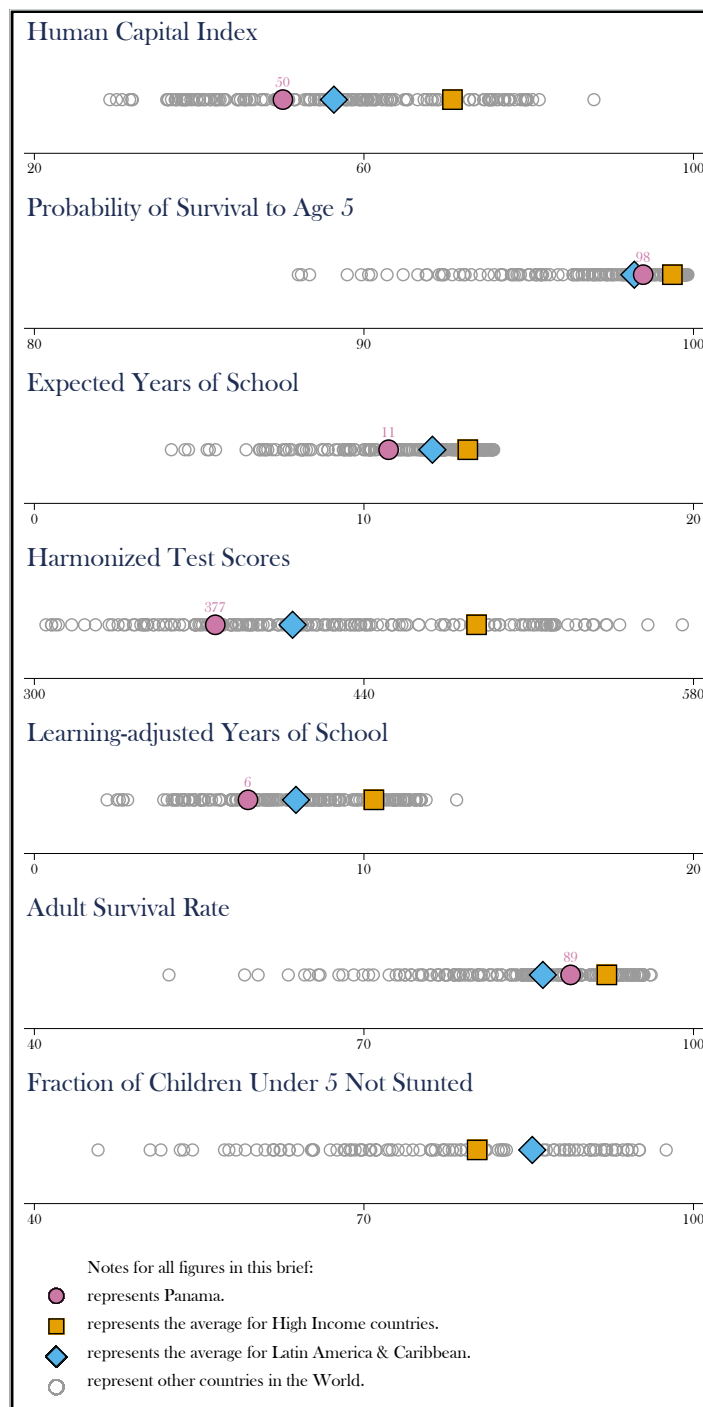 Human Capital Index
50
20 60 100
Probability of Survival to Age 5
98
80 90 100
Expected Years of School
11
0 10 20
Harmonized Test Scores
377
300 440 580
Learning-adjusted Years of School
6
0 10 20
Adult Survival Rate
89
40 70 100
Fraction of Children Under 5 Not Stunted
40 70 100
Notes for all figures in this brief:
represents Panama.
represents the average for High Income countries.
represents the average for Latin America & Caribbean.
represent other countries in the World.